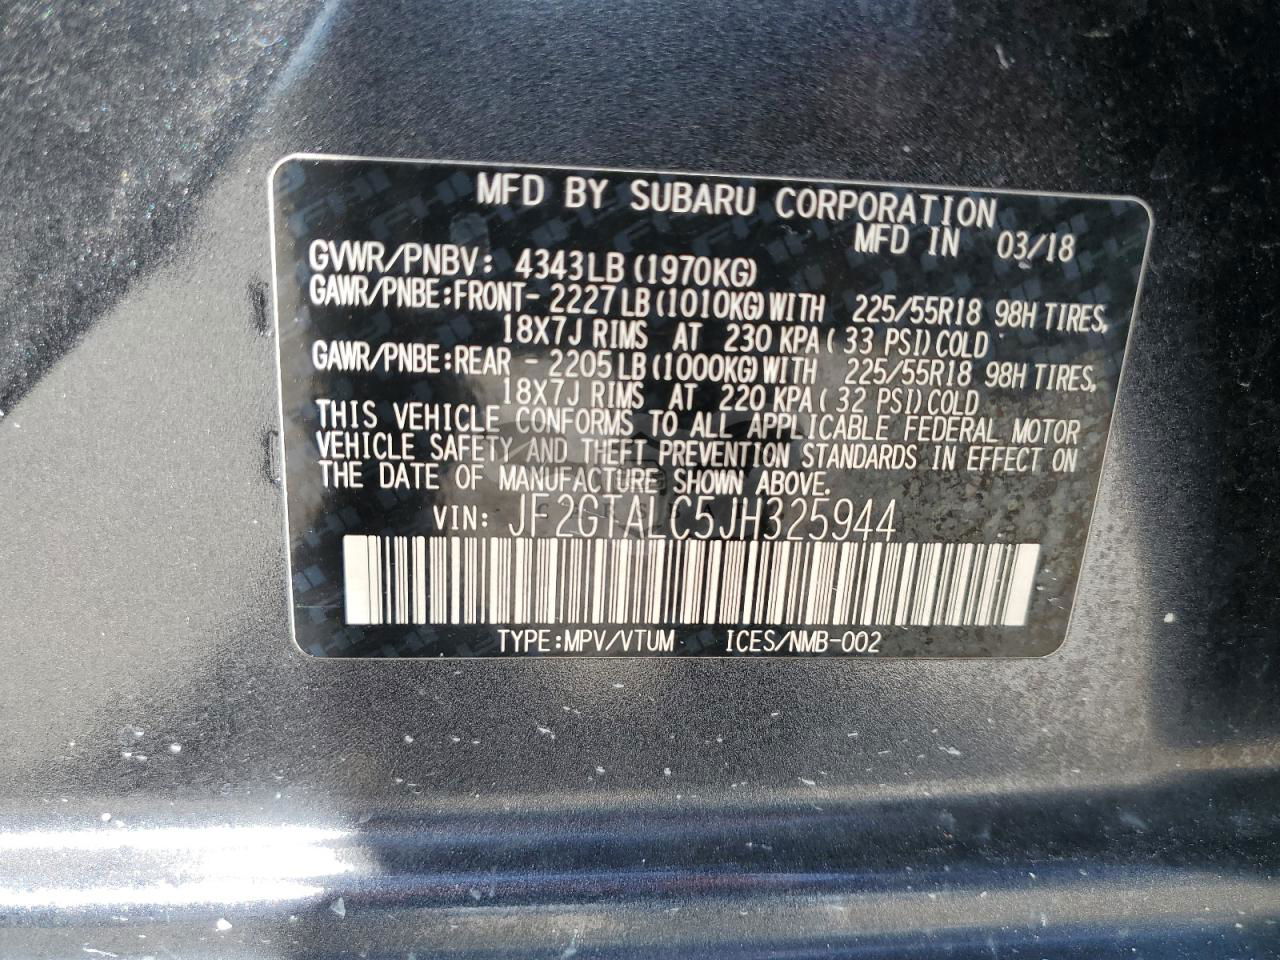 MFD BY SUBARU CORPORATION
MFD IN 03/18
GVWR/PNBV: 4343LB (1970KG)
GAWR/PNBE:FRONT- 2227LB (1010KG) WITH 225/55R18 98H TIRES,
18X7J RIMS AT 230 KPA ( 33 PSI) COLD
GAWR/PNBE:REAR - 2205LB (1000KG) WITH 225/55R18 98H TIRES,
18X7J RIMS AT 220 KPA ( 32 PSI) COLD
THIS VEHICLE CONFORMS TO ALL APPLICABLE FEDERAL MOTOR
VEHICLE SAFETY AND THEFT PREVENTION STANDARDS IN EFFECT ON
THE DATE OF MANUFACTURE SHOWN ABOVE.
VIN: JF2GTALC5JH325944
TYPE:MPV/VTUM ICES/NMB-002